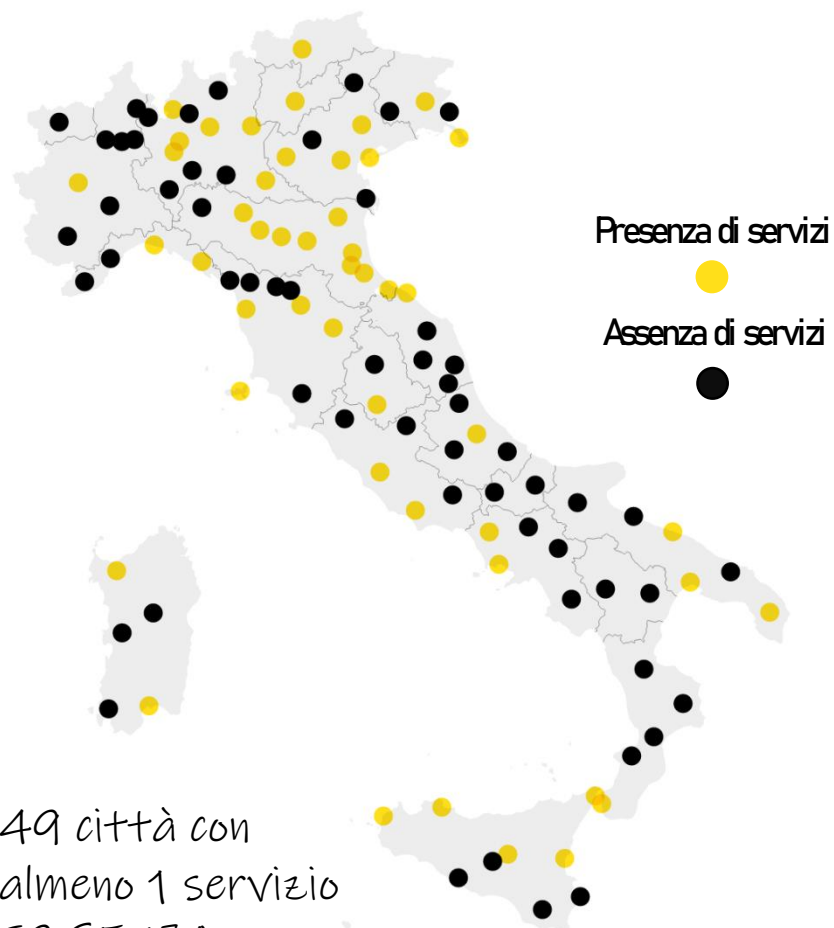 Presenza di servizi
Assenza di servizi
49 città con
almeno 1 servizio